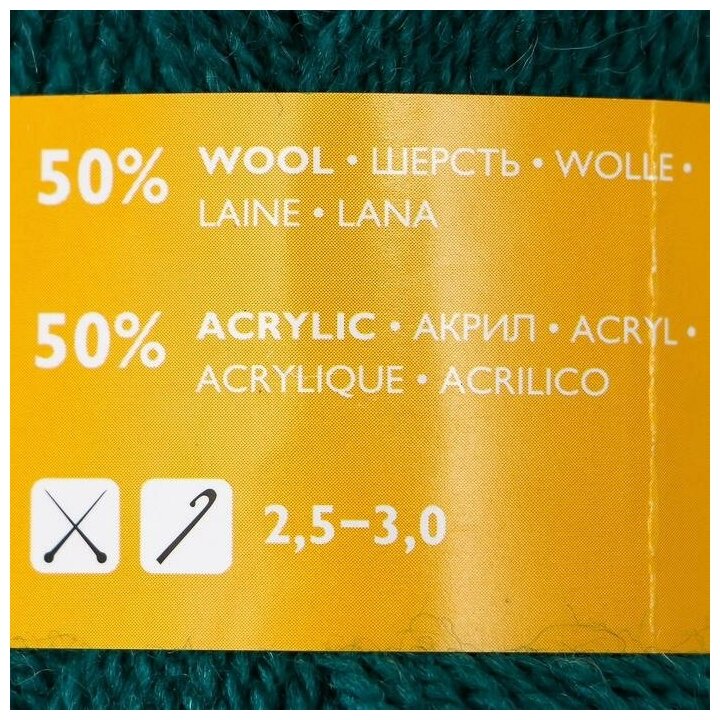 50% WOOL • ШЕРСТЬ • WOLLE •
LAINE • LANA
50% ACRYLIC • АКРИЛ • ACRYL •
ACRYLIQUE • ACRILICO
2,5–3,0